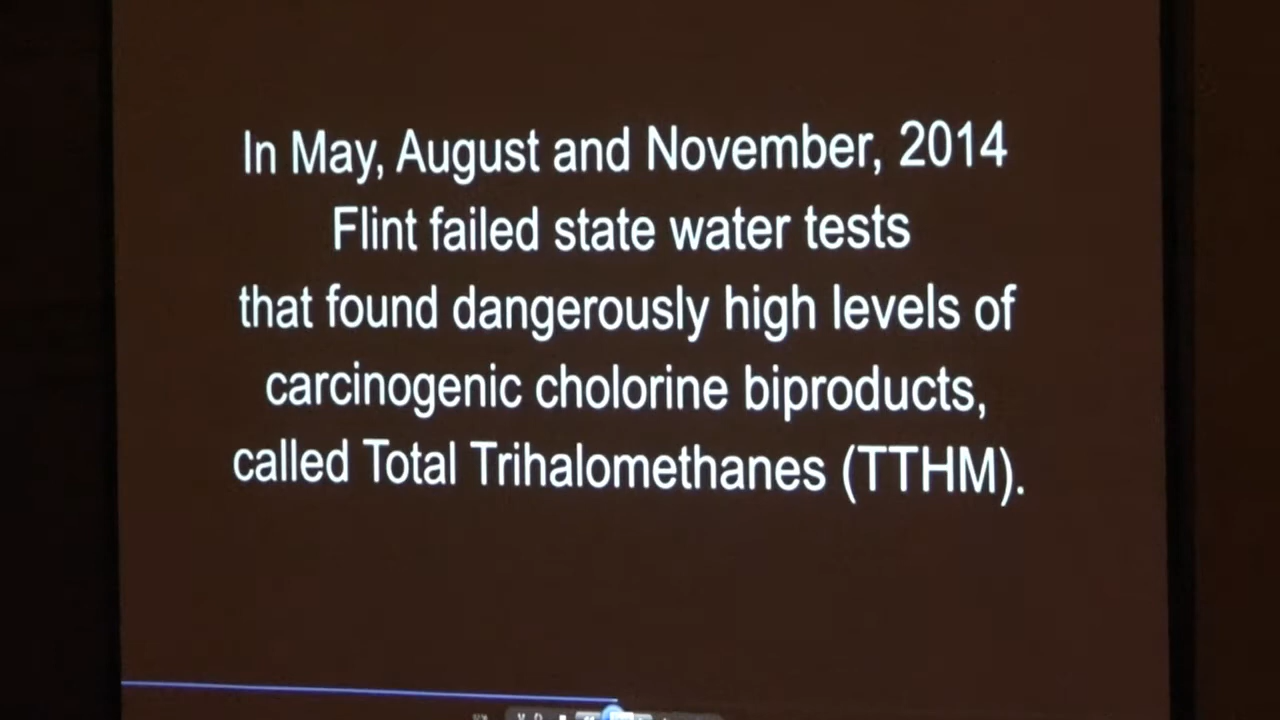 In May, August and November, 2014
Flint failed state water tests
that found dangerously high levels of
carcinogenic cholorine biproducts,
called Total Trihalomethanes (TTHM).